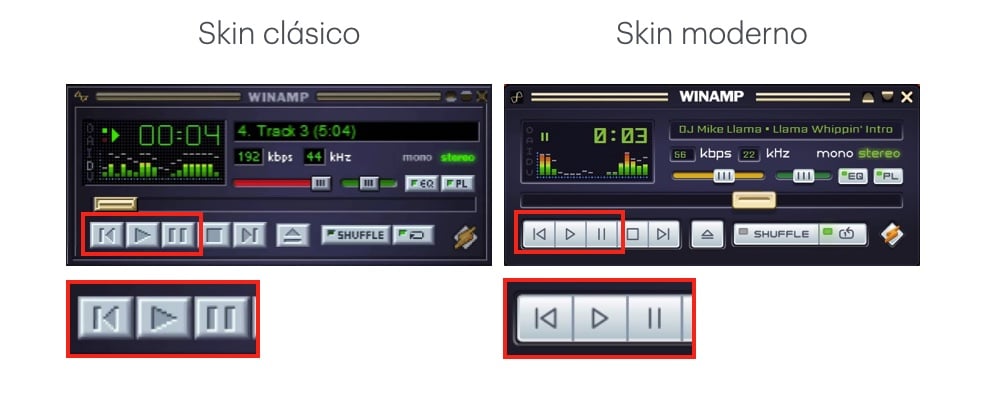 Skin clásico
Skin moderno
WINAMP
00:04
4. Track 3 (5:04)
192 kbps 44 kHz mono stereo
EQ PL
SHUFFLE
WINAMP
0:03
DJ Mike Llama • Llama Whippin' Intro
56 kbps 22 kHz mono stereo
EQ PL
SHUFFLE